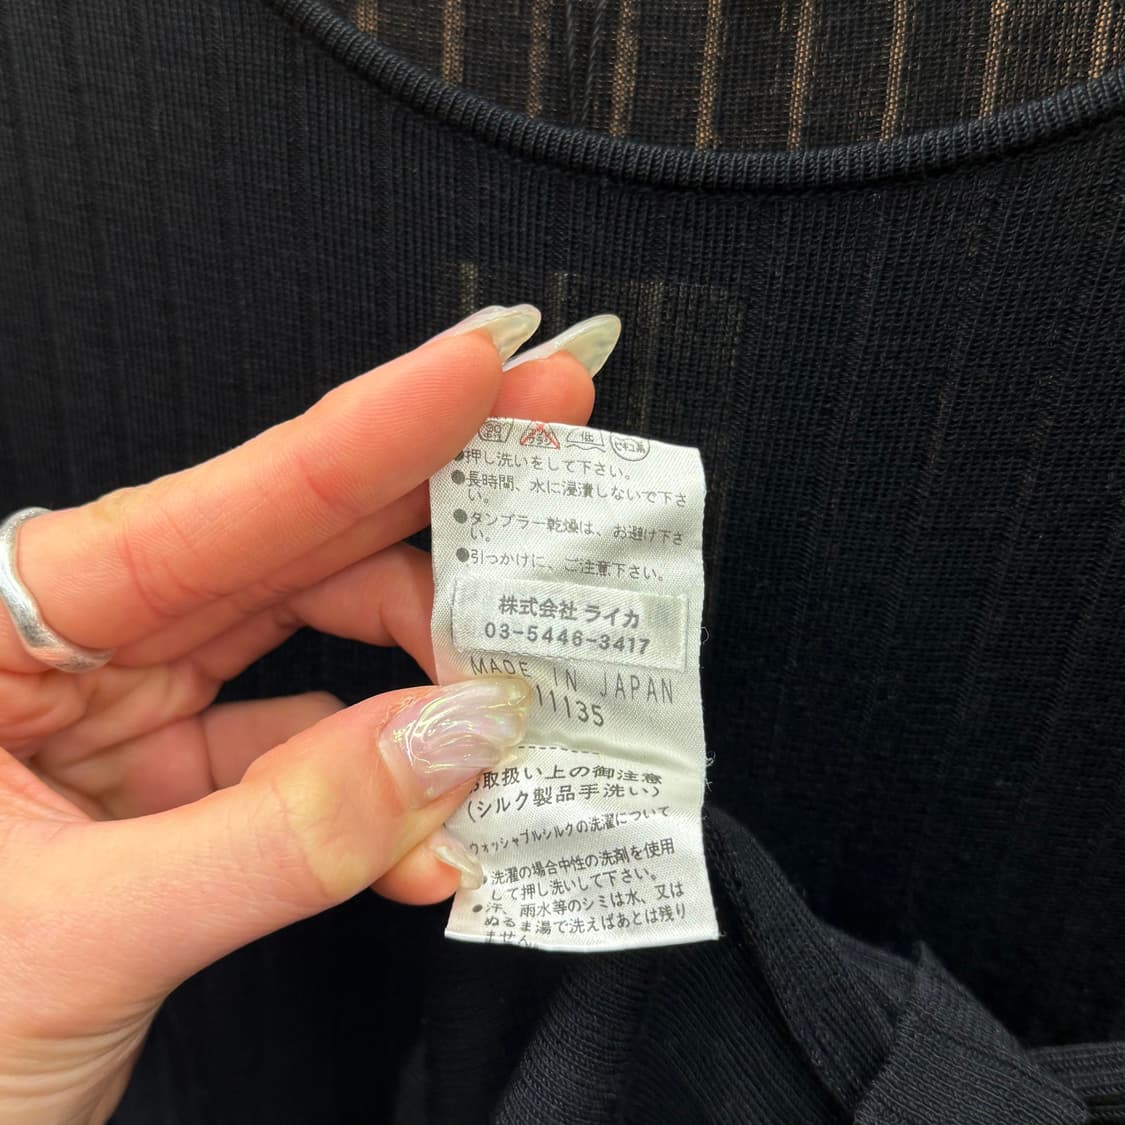 低
●押し洗いをして下さい。
●長時間、水に浸漬しないで下さ
い。
●タンブラー乾燥は、お避け下さ
い。
●引っかけに、ご注意下さい。
株式会社 ライカ
03-5446-3417
MADE IN JAPAN
11135
取扱い上の御注意
(シルク製品手洗い)
ウォッシャブルシルクの洗濯について
●洗濯の場合中性の洗剤を使用
して押し洗いして下さい。
●汗、雨水等のシミは水、又は
ぬるま湯で洗えばあとは残り
ません。